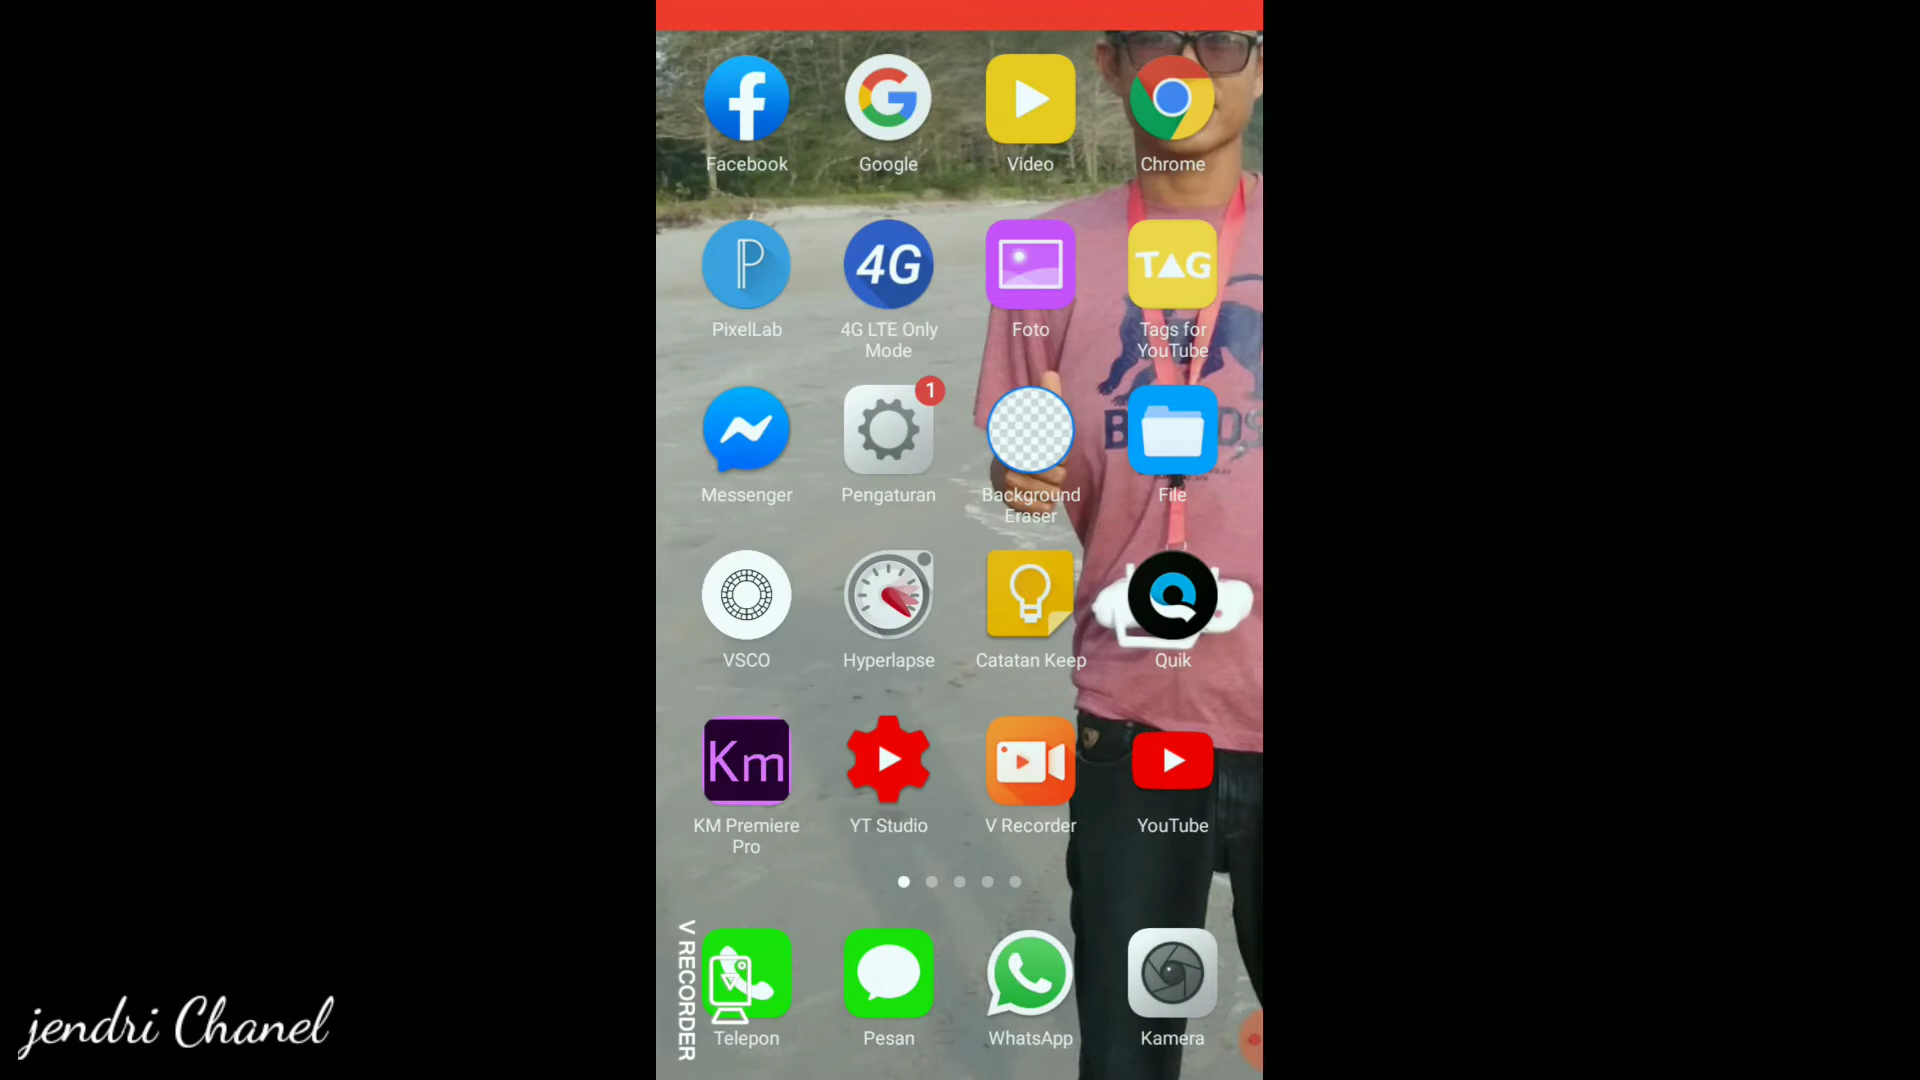 Facebook
Google
Video
Chrome
4G
TAG
PixelLab
4G LTE Only
Mode
Foto
Tags for
YouTube
1
Messenger
Pengaturan
Background
Eraser
File
VSCO
Hyperlapse
Catatan Keep
Quik
Km
KM Premiere
Pro
YT Studio
V Recorder
YouTube
V RECORDER
Telepon
Pesan
WhatsApp
Kamera
jendri Chanel